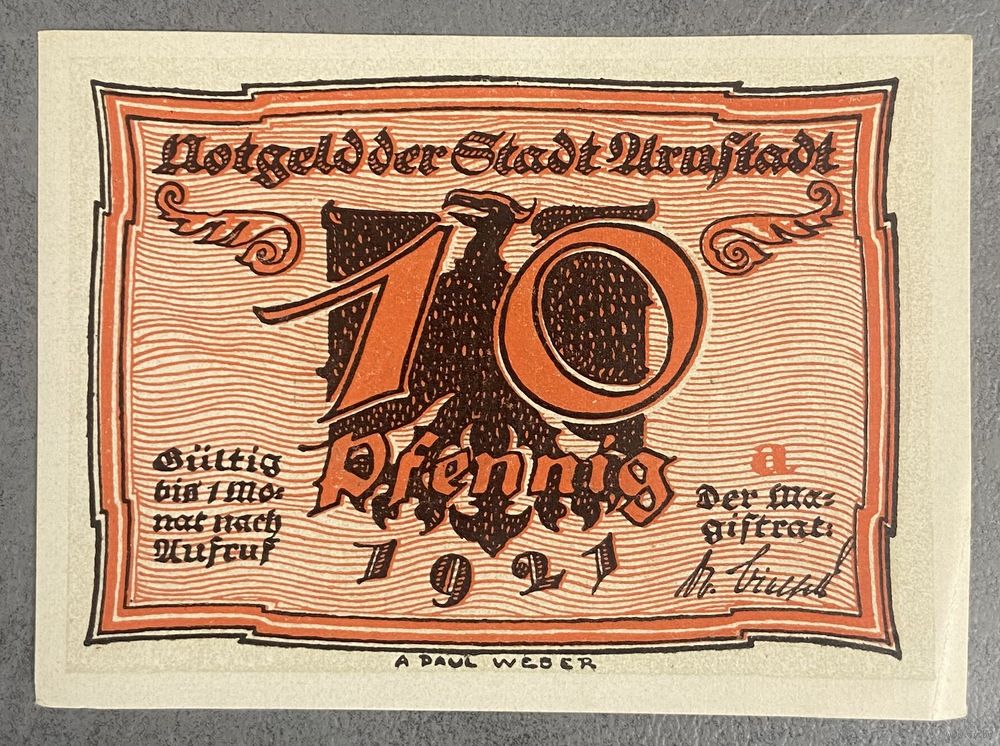 Notgeld der Stadt Arnstadt
10
Pfennig
1921
Gültig
bis 1 Mo=
nat nach
Aufruf
a
Der Ma=
gistrat:
A PAUL WEBER